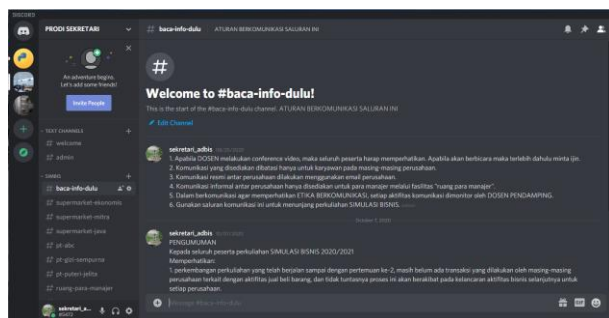 DISCORD
PRODI SEKRETARI
# baca-info-dulu ATURAN BERKOMUNIKASI SALURAN INI
An adventure begins.
Let's add some friends!
Invite People
TEXT CHANNELS
# welcome
# admin
# baca-info-dulu
# supermarket-ekonomis
# supermarket-mitra
# supermarket-java
# pt-abc
# pt-gizi-sempurna
# pt-puteri-jelita
# ruang-para-manajer
sekretari_a...
#
Welcome to #baca-info-dulu!
This is the start of the #baca-info-dulu channel. ATURAN BERKOMUNIKASI SALURAN INI
Edit Channel
sekretari_adbis
1. Apabila DOSEN melakukan conference video, maka seluruh peserta harap memperhatikan. Apabila akan berbicara maka terlebih dahulu minta ijin.
2. Komunikasi yang disediakan dibatasi hanya untuk karyawan pada masing-masing perusahaan.
3. Komunikasi resmi antar perusahaan dilakukan menggunakan email perusahaan.
4. Komunikasi informal antar perusahaan hanya disediakan untuk para manajer melalui fasilitas "ruang para manajer".
5. Dalam berkomunikasi agar memperhatikan ETIKA BERKOMUNIKASI, setiap aktifitas komunikasi dimonitor oleh DOSEN PENDAMPING.
6. Gunakan saluran komunikasi ini untuk menunjang perkuliahan SIMULASI BISNIS.
sekretari_adbis
PENGUMUMAN
Kepada seluruh peserta perkuliahan SIMULASI BISNIS 2020/2021
Memperhatikan:
1. perkembangan perkuliahan yang telah berjalan sampai dengan pertemuan ke-2, masih belum ada transaksi yang dilakukan oleh masing-masing
perusahaan terkait dengan aktifitas jual beli barang, dan tidak tuntasnya proses ini akan berakibat pada kelancaran aktifitas bisnis selanjutnya untuk
setiap perusahaan.
Message #baca-info-dulu